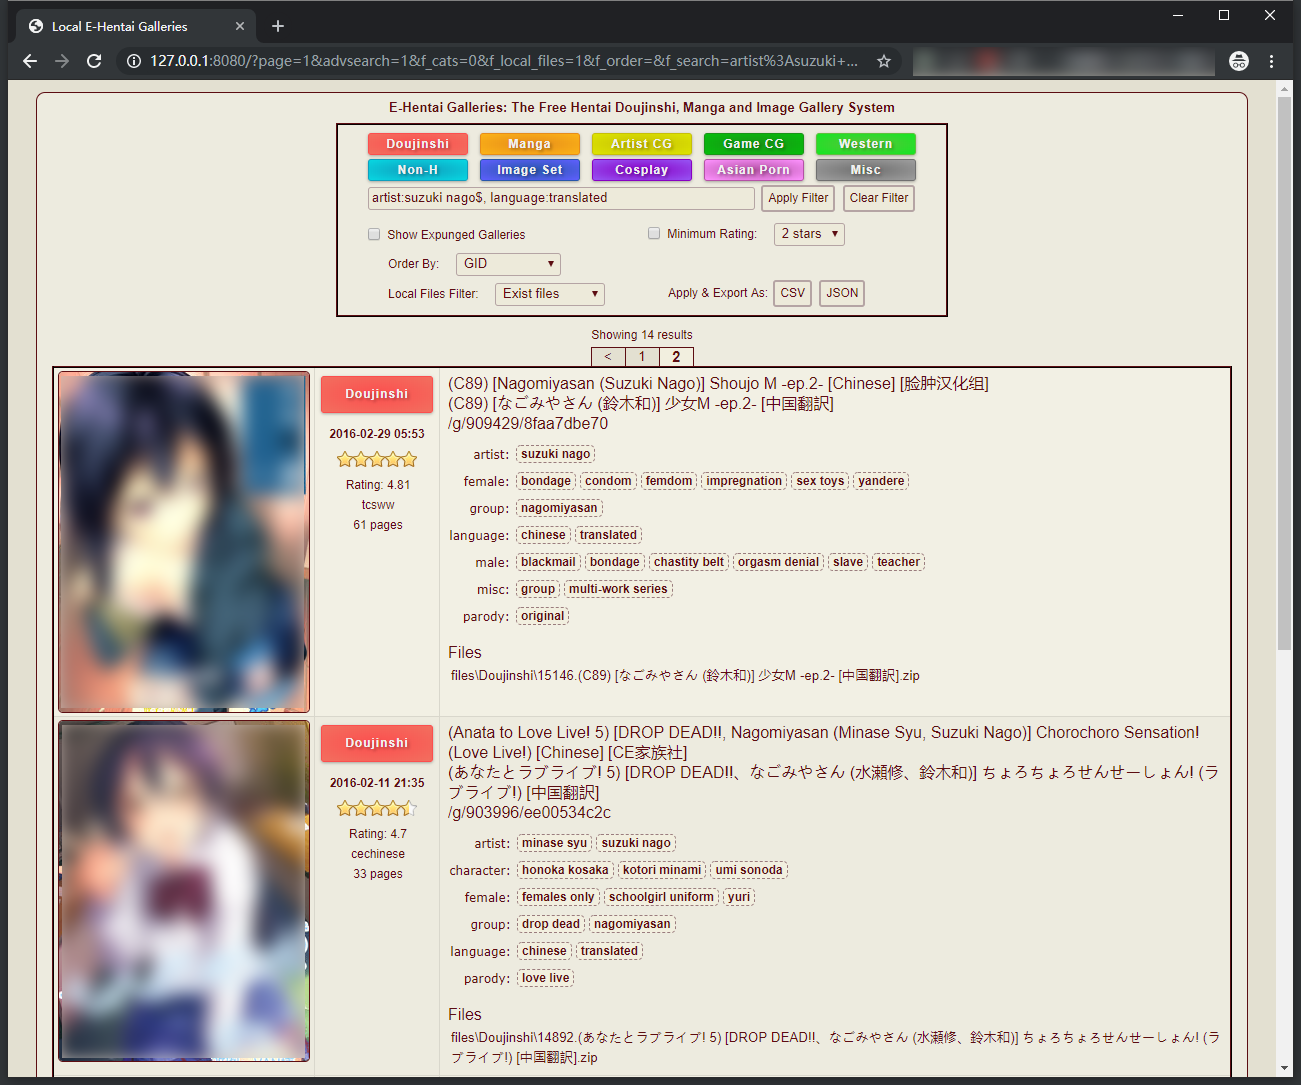 Local E-Hentai Galleries
127.0.0.1:8080/?page=1&advsearch=1&f_cats=0&f_local_files=1&f_order=&f_search=artist%3Asuzuki+...
E-Hentai Galleries: The Free Hentai Doujinshi, Manga and Image Gallery System
Doujinshi Manga Artist CG Game CG Western
Non-H Image Set Cosplay Asian Porn Misc
artist:suzuki nago$, language:translated Apply Filter Clear Filter
Show Expunged Galleries Minimum Rating: 2 stars
Order By: GID
Local Files Filter: Exist files Apply & Export As: CSV JSON
Showing 14 results
< 1 2
Doujinshi
2016-02-29 05:53
Rating: 4.81
tcsww
61 pages
(C89) [Nagomiyasan (Suzuki Nago)] Shoujo M -ep.2- [Chinese] [脸肿汉化组]
(C89) [なごみやさん (鈴木和)] 少女M -ep.2- [中国翻訳]
/g/909429/8faa7dbe70
artist: suzuki nago
female: bondage condom femdom impregnation sex toys yandere
group: nagomiyasan
language: chinese translated
male: blackmail bondage chastity belt orgasm denial slave teacher
misc: group multi-work series
parody: original
Files
files\Doujinshi\15146.(C89) [なごみやさん (鈴木和)] 少女M -ep.2- [中国翻訳].zip
Doujinshi
2016-02-11 21:35
Rating: 4.7
cechinese
33 pages
(Anata to Love Live! 5) [DROP DEAD!!, Nagomiyasan (Minase Syu, Suzuki Nago)] Chorochoro Sensation!
(Love Live!) [Chinese] [CE家族社]
(あなたとラブライブ! 5) [DROP DEAD!!、なごみやさん (水瀬修、鈴木和)] ちょろちょろせんせーしょん! (ラ
ブライブ!) [中国翻訳]
/g/903996/ee00534c2c
artist: minase syu suzuki nago
character: honoka kosaka kotori minami umi sonoda
female: females only schoolgirl uniform yuri
group: drop dead nagomiyasan
language: chinese translated
parody: love live
Files
files\Doujinshi\14892.(あなたとラブライブ! 5) [DROP DEAD!!、なごみやさん (水瀬修、鈴木和)] ちょろちょろせんせーしょん! (ラ
ブライブ!) [中国翻訳].zip